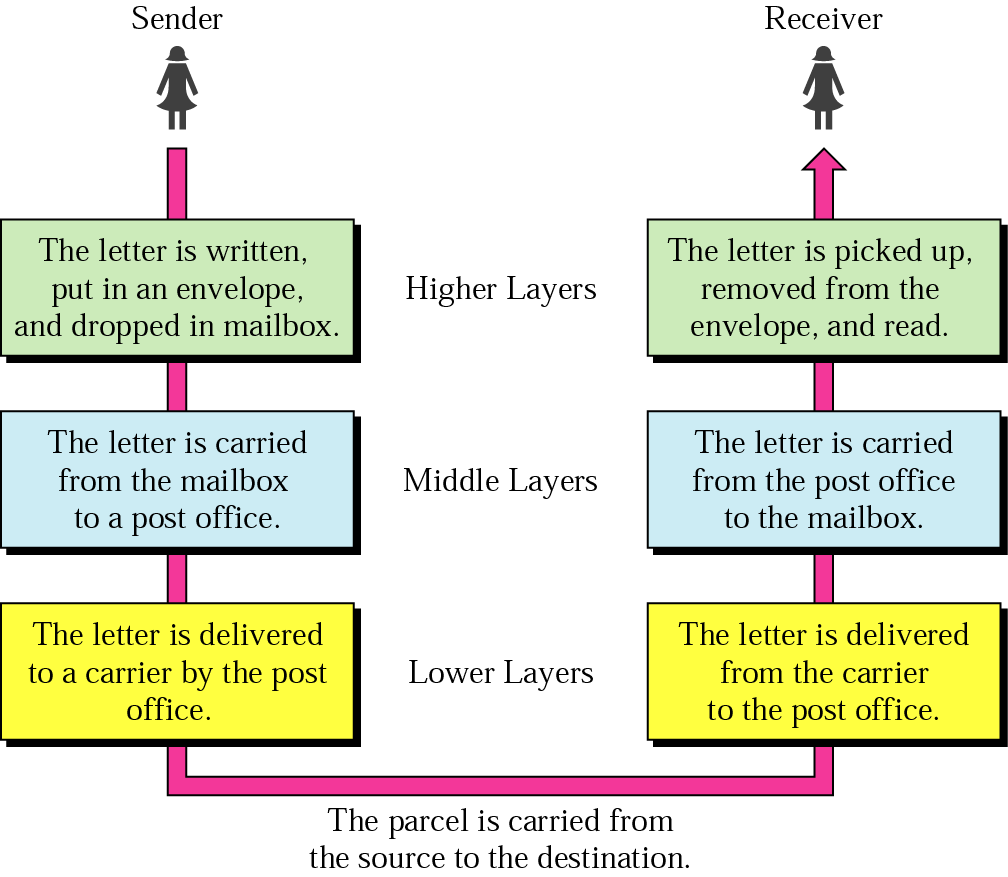 Sender
Receiver
The letter is written,
put in an envelope,
and dropped in mailbox.
Higher Layers
The letter is picked up,
removed from the
envelope, and read.
The letter is carried
from the mailbox
to a post office.
Middle Layers
The letter is carried
from the post office
to the mailbox.
The letter is delivered
to a carrier by the post
office.
Lower Layers
The letter is delivered
from the carrier
to the post office.
The parcel is carried from
the source to the destination.